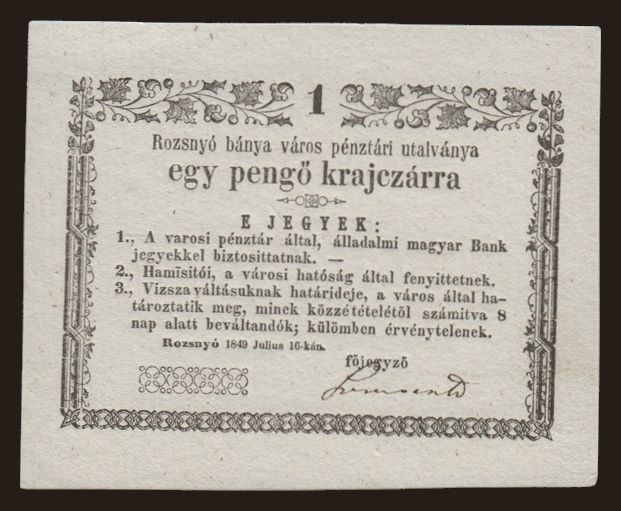 1
Rozsnyó bánya város pénztári utalványa
egy pengő krajczárra
E JEGYEK:
1., A varosi pénztár által, álladalmi magyar Bank
jegyekkel biztosittatnak. —
2., Hamïsitói, a városi hatóság által fenyittetnek.
3., Vizsza váltásuknak határideje, a város által ha-
tároztatik meg, minek közzétételétől számitva 8
nap alatt beváltandók; külömben érvénytelenek.
Rozsnyó 1849 Julius 16-kán.
főjegyző